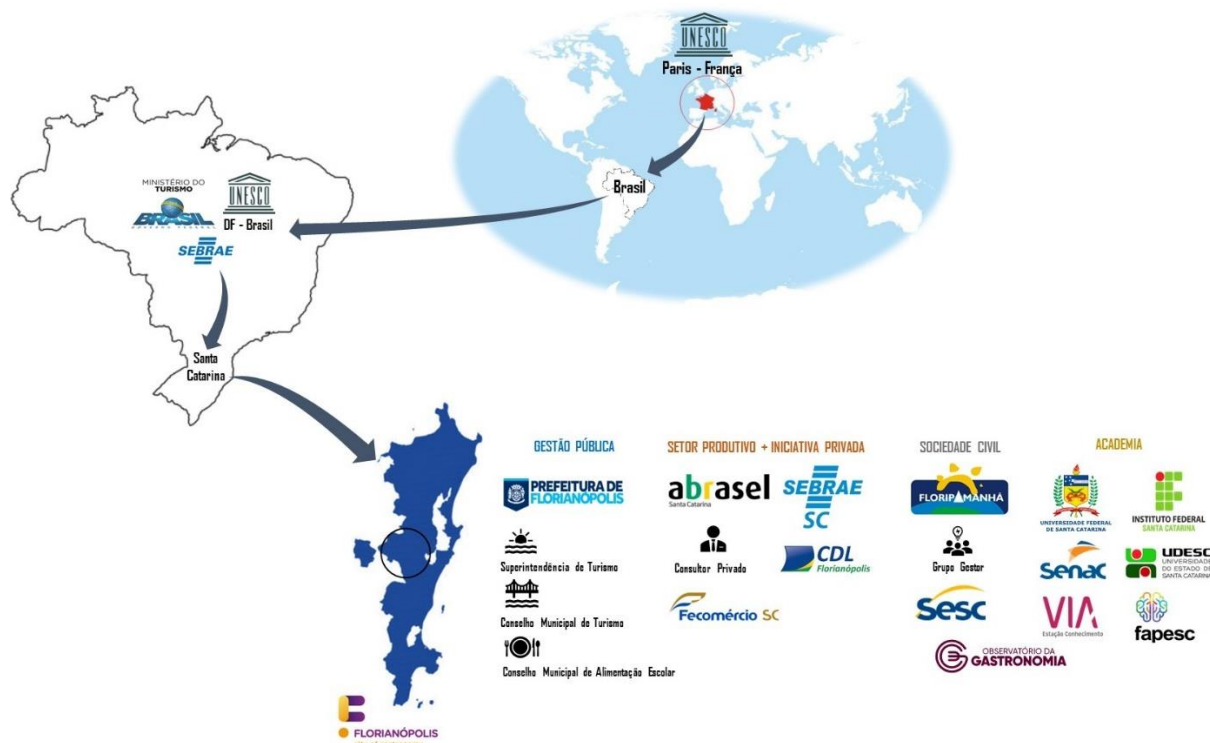 UNESCO
Paris - França
Brasil
MINISTÉRIO DO
TURISMO
BRASIL
GOVERNO FEDERAL
UNESCO
DF - Brasil
SEBRAE
Santa
Catarina
GESTÃO PÚBLICA
PREFEITURA DE
FLORIANÓPOLIS
Superintendência de Turismo
Conselho Municipal de Turismo
Conselho Municipal de Alimentação Escolar
SETOR PRODUTIVO + INICIATIVA PRIVADA
abrasel
Santa Catarina
SEBRAE
SC
Consultor Privado
CDL
Florianópolis
Fecomércio SC
SOCIEDADE CIVIL
FLORIPAMANHÃ
Grupo Gestor
Sesc
OBSERVATÓRIO DA
GASTRONOMIA
ACADEMIA
UNIVERSIDADE FEDERAL
DE SANTA CATARINA
INSTITUTO FEDERAL
SANTA CATARINA
Senac
UDESC
UNIVERSIDADE
DO ESTADO DE
SANTA CATARINA
VIA
Estação Conhecimento
fapesc
FLORIANÓPOLIS